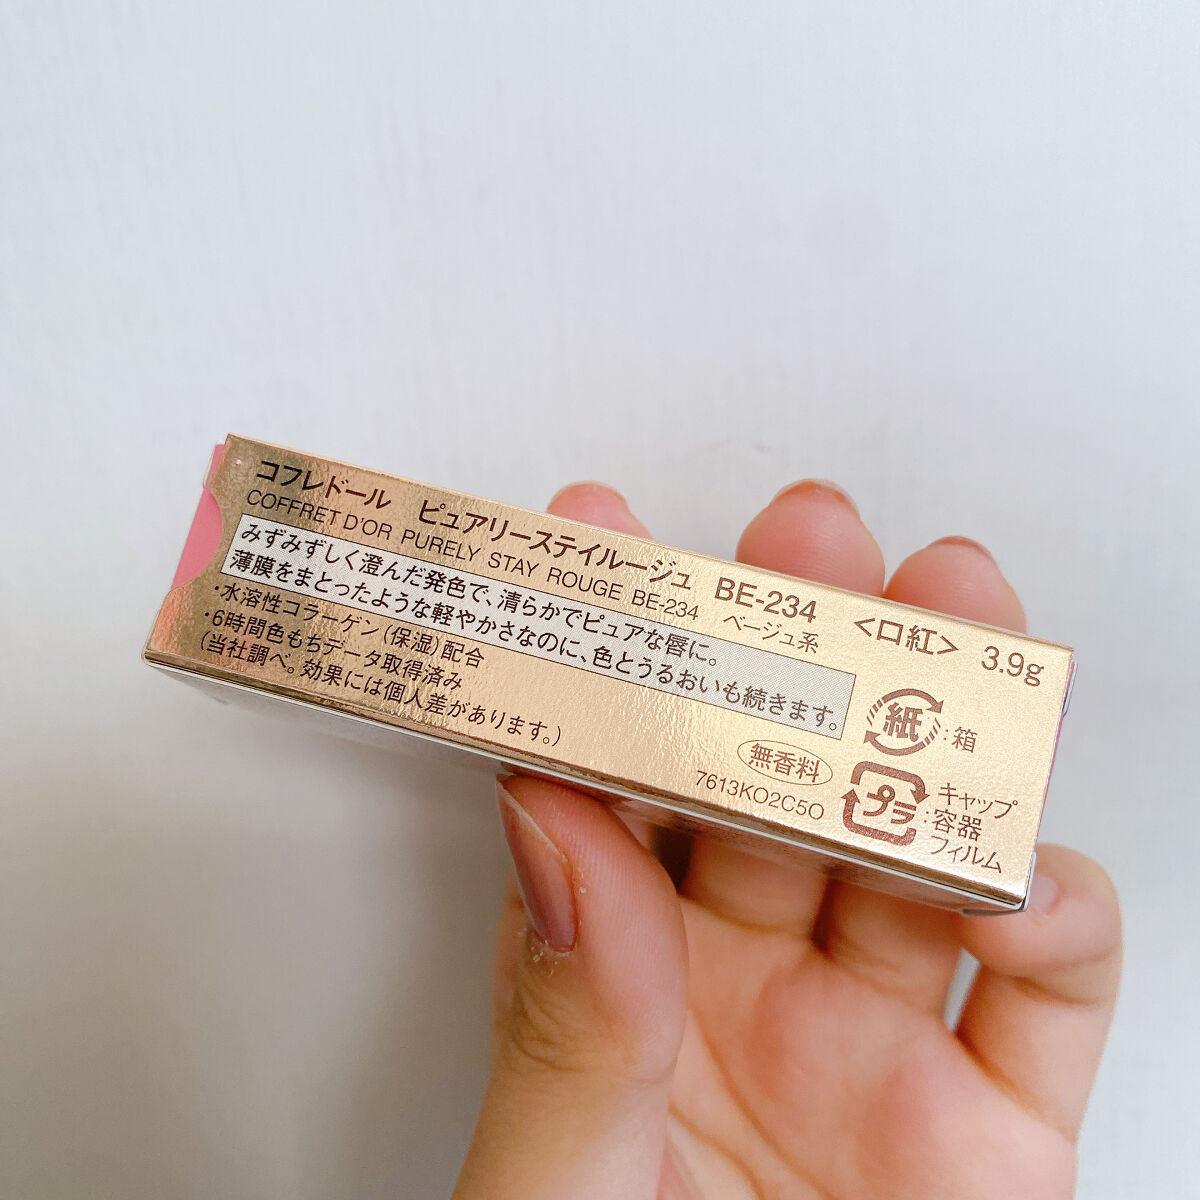 コフレドール ピュアリーステイルージュ BE-234 <口紅> 3.9g
COFFRET D'OR PURELY STAY ROUGE BE-234 ベージュ系
みずみずしく澄んだ発色で、清らかでピュアな唇に。
薄膜をまとったような軽やかさなのに、色とうるおいも続きます。
・水溶性コラーゲン(保湿)配合
・6時間色もちデータ取得済み
(当社調べ。効果には個人差があります。)
無香料
7613KO2C5O
紙:箱
プラ:キャップ
容器
フィルム